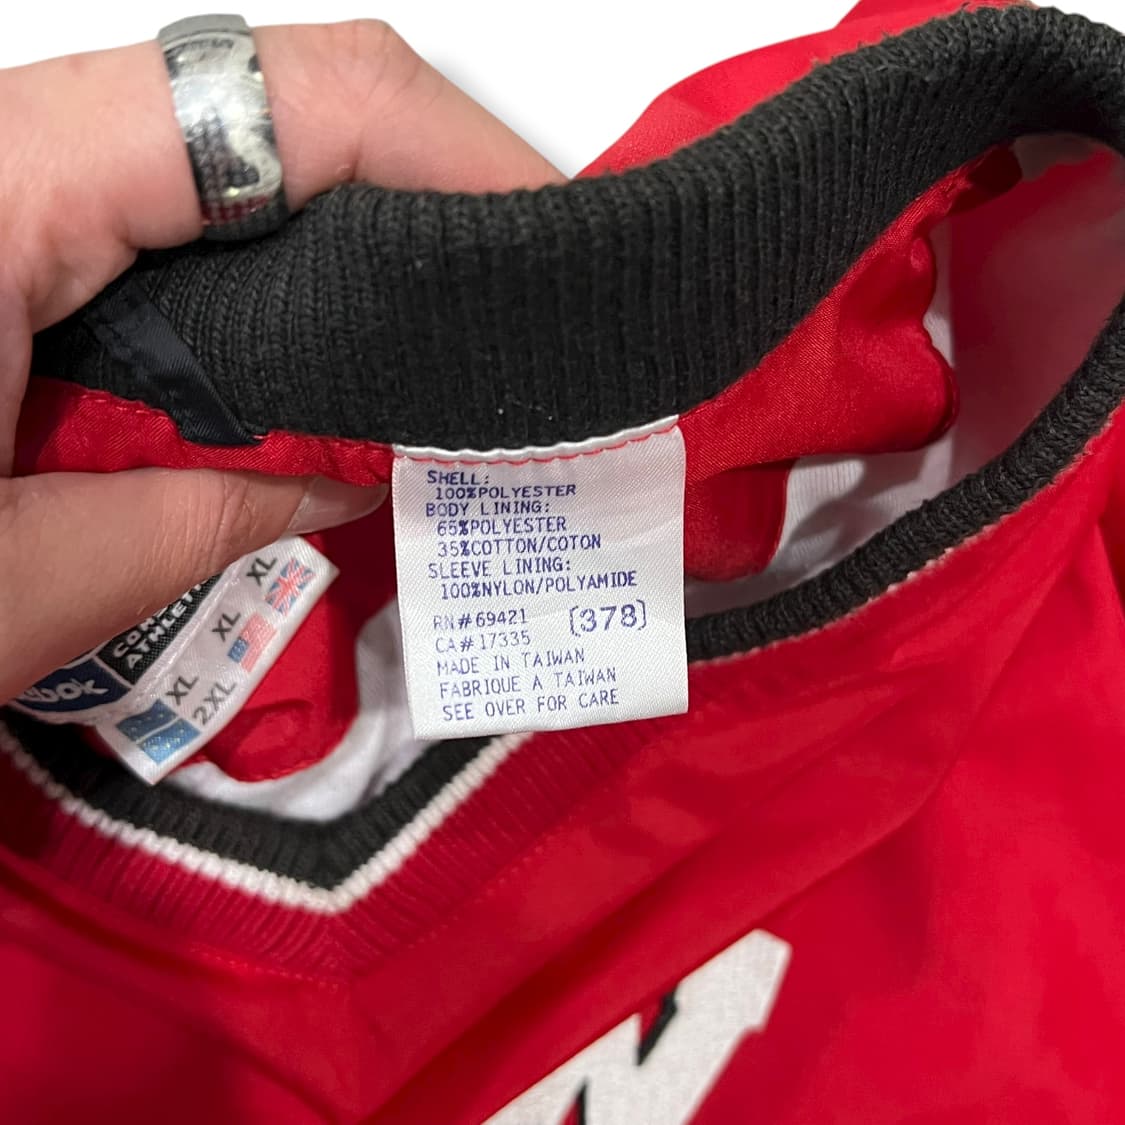 SHELL:
100%POLYESTER
BODY LINING:
65%POLYESTER
35%COTTON/COTON
SLEEVE LINING:
100%NYLON/POLYAMIDE
RN#69421 (378)
CA#17335
MADE IN TAIWAN
FABRIQUE A TAIWAN
SEE OVER FOR CARE
XL
XL
XL
2XL